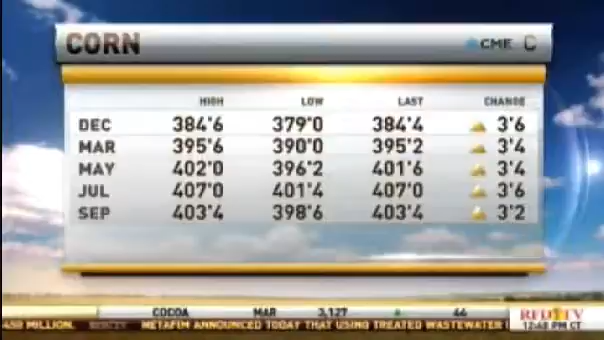 CORN
CME C
HIGH LOW LAST CHANGE
DEC 384'6 379'0 384'4 3'6
MAR 395'6 390'0 395'2 3'4
MAY 402'0 396'2 401'6 3'4
JUL 407'0 401'4 407'0 3'6
SEP 403'4 398'6 403'4 3'2
COCOA MAR 3,127 44
MILLION. NETAFIM ANNOUNCED TODAY THAT USING TREATED WASTEWATER
RFD TV
12:48 PM CT